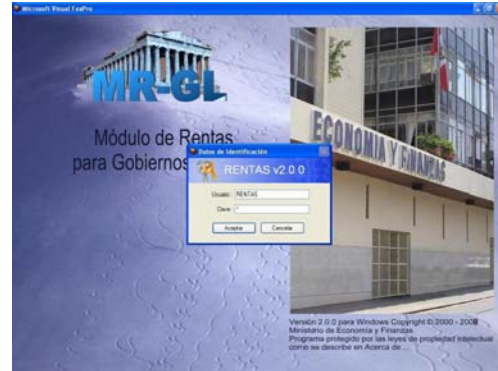 Microsoft Visual FoxPro
MR-GL
Módulo de Rentas
para Gobiernos
ECONOMIA Y FINANZAS
Datos de Identificación
RENTAS v2.0.0
Usuario: RENTAS
Clave: *
Aceptar Cancelar
Versión 2.0.0 para Windows Copyright © 2000 - 2008
Ministerio de Economía y Finanzas
Programa protegido por las leyes de propiedad intelectual
como se describe en Acerca de ...